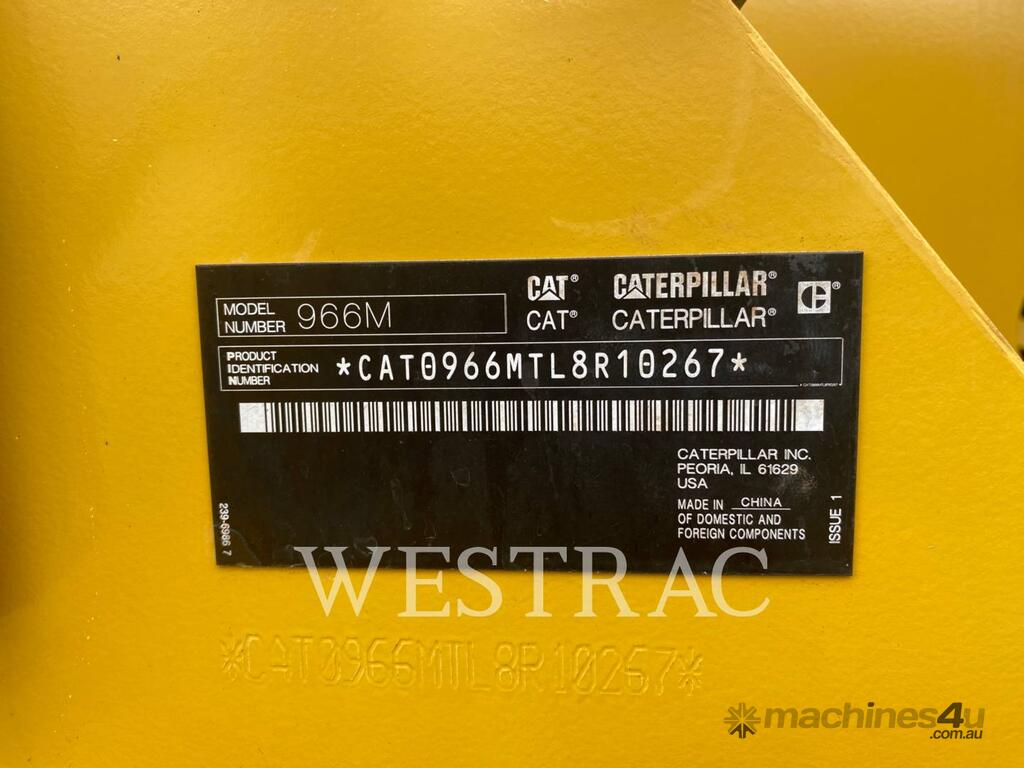 CAT® CATERPILLAR®
CAT® CATERPILLAR®
MODEL NUMBER 966M
PRODUCT IDENTIFICATION NUMBER *CAT0966MTL8R10267*
CATERPILLAR INC.
PEORIA, IL 61629
USA
MADE IN CHINA
OF DOMESTIC AND
FOREIGN COMPONENTS
239-6986 7
ISSUE 1
WESTRAC
*CAT0966MTL8R10267*
machines4u
.com.au